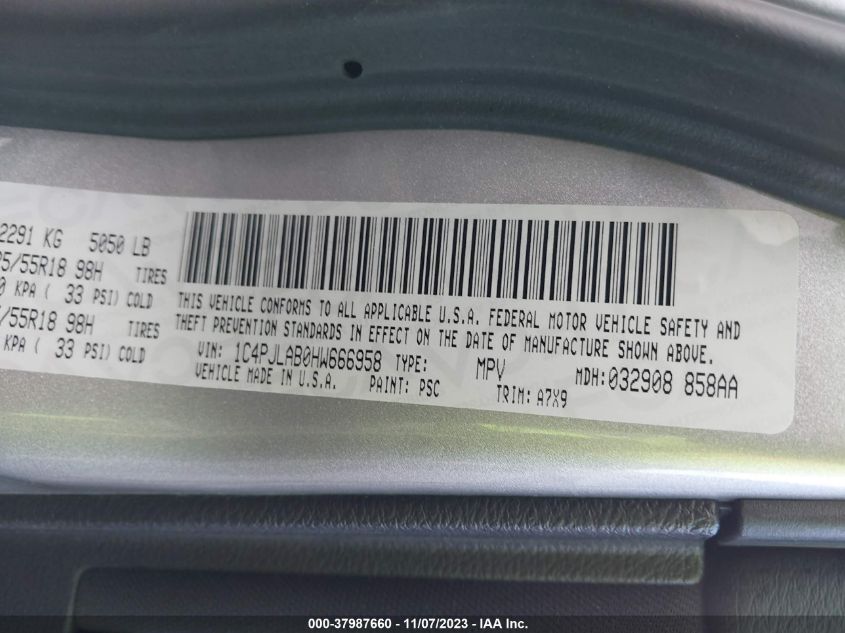 2291 KG 5050 LB
5/55R18 98H TIRES
0 KPA ( 33 PSI) COLD
/55R18 98H TIRES
KPA ( 33 PSI) COLD
THIS VEHICLE CONFORMS TO ALL APPLICABLE U.S.A. FEDERAL MOTOR VEHICLE SAFETY AND
THEFT PREVENTION STANDARDS IN EFFECT ON THE DATE OF MANUFACTURE SHOWN ABOVE.
VIN: 1C4PJLAB0HW666958 TYPE: MPV MDH:032908 858AA
VEHICLE MADE IN U.S.A. PAINT: PSC TRIM: A7X9
000-37987660 - 11/07/2023 - IAA Inc.